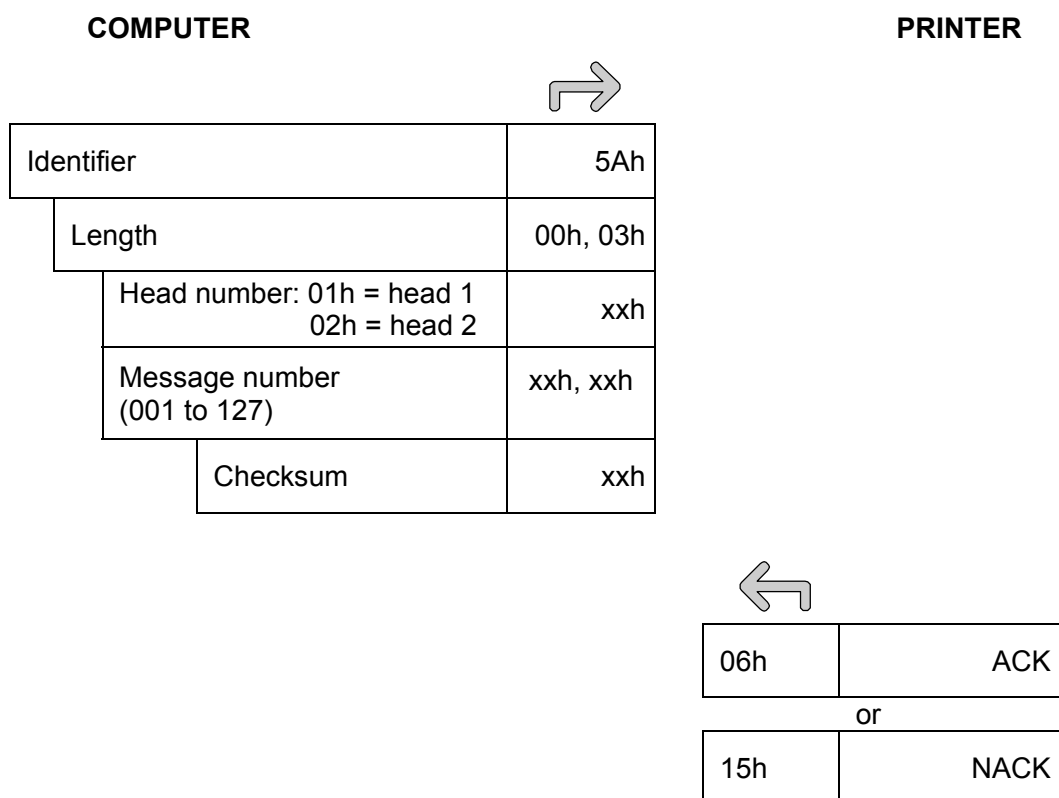 COMPUTER PRINTER
Identifier 5Ah
Length 00h, 03h
Head number: 01h = head 1 xxh
02h = head 2
Message number xxh, xxh
(001 to 127)
Checksum xxh
06h ACK
or
15h NACK